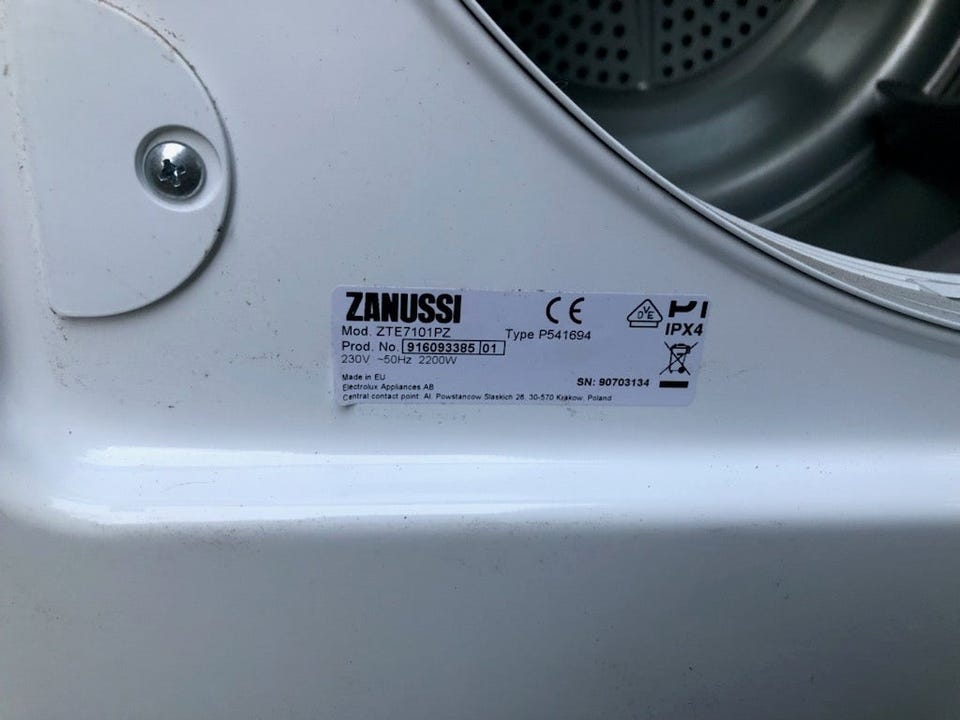 ZANUSSI
CE
DVE
Mod. ZTE7101PZ
Type P541694
IPX4
Prod. No. 916093385 01
230V ~50Hz 2200W
Made in EU
SN: 90703134
Electrolux Appliances AB
Central contact point: Al. Powstancow Slaskich 26, 30-570 Krakow, Poland